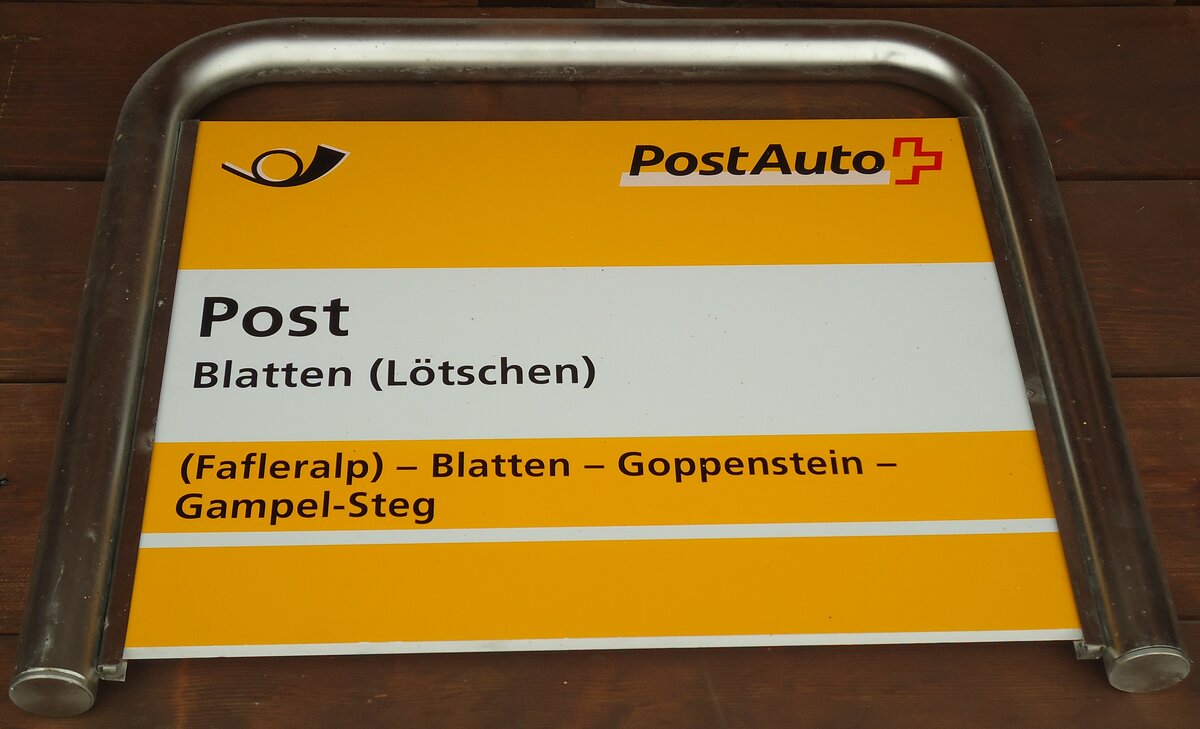 PostAuto
Post
Blatten (Lötschen)
(Fafleralp) – Blatten – Goppenstein –
Gampel-Steg